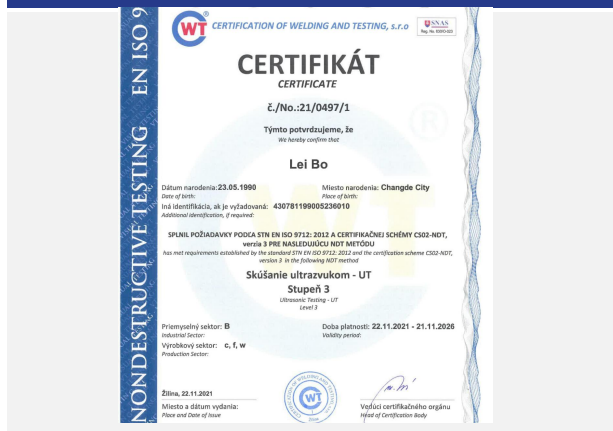 NONDESTRUCTIVE TESTING EN ISO 9
CWT
CERTIFICATION OF WELDING AND TESTING, s.r.o
SNAS
CERTIFIKÁT
CERTIFICATE
č./No.:21/0497/1
Týmto potvrdzujeme, že
We hereby confirm that
Lei Bo
Dátum narodenia: 23.05.1990 Miesto narodenia: Changde City
Date of birth: Place of birth:
Iná identifikácia, ak je vyžadovaná: 430781199005236010
Additional identification, if required:
SPLNIL POŽIADAVKY PODĽA STN EN ISO 9712: 2012 A CERTIFIKAČNEJ SCHÉMY CS02-NDT,
verzia 3 PRE NASLEDUJÚCU NDT METÓDU
has met requirements established by the standard STN EN ISO 9712: 2012 and the certification scheme CS02-NDT,
version 3 in the following NDT method
Skúšanie ultrazvukom - UT
Stupeň 3
Ultrasonic Testing - UT
Level 3
Priemyselný sektor: B Doba platnosti: 22.11.2021 - 21.11.2026
Industrial Sector: Validity period:
Výrobkový sektor: c, f, w
Production Sector:
Žilina, 22.11.2021
Miesto a dátum vydania: Vedúci certifikačného orgánu
Place and Date of Issue Head of Certification Body
CWT